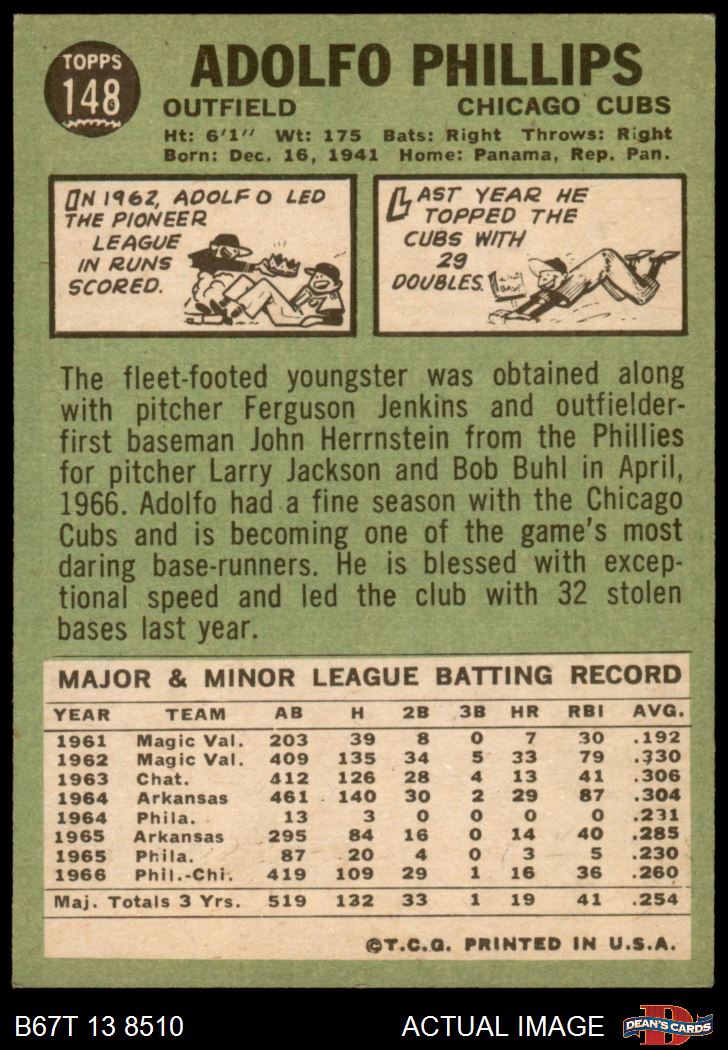 TOPPS
148
ADOLFO PHILLIPS
OUTFIELD CHICAGO CUBS
Ht: 6'1" Wt: 175 Bats: Right Throws: Right
Born: Dec. 16, 1941 Home: Panama, Rep. Pan.
IN 1962, ADOLFO LED
THE PIONEER
LEAGUE
IN RUNS
SCORED.
LAST YEAR HE
TOPPED THE
CUBS WITH
29
DOUBLES.
2ND
BASE
The fleet-footed youngster was obtained along
with pitcher Ferguson Jenkins and outfielder-
first baseman John Herrnstein from the Phillies
for pitcher Larry Jackson and Bob Buhl in April,
1966. Adolfo had a fine season with the Chicago
Cubs and is becoming one of the game's most
daring base-runners. He is blessed with excep-
tional speed and led the club with 32 stolen
bases last year.
MAJOR & MINOR LEAGUE BATTING RECORD
YEAR TEAM AB H 2B 3B HR RBI AVG.
1961 Magic Val. 203 39 8 0 7 30 .192
1962 Magic Val. 409 135 34 5 33 79 .330
1963 Chat. 412 126 28 4 13 41 .306
1964 Arkansas 461 140 30 2 29 87 .304
1964 Phila. 13 3 0 0 0 0 .231
1965 Arkansas 295 84 16 0 14 40 .285
1965 Phila. 87 20 4 0 3 5 .230
1966 Phil.-Chi. 419 109 29 1 16 36 .260
Maj. Totals 3 Yrs. 519 132 33 1 19 41 .254
©T.C.G. PRINTED IN U.S.A.
B67T 13 8510 ACTUAL IMAGE
D
DEAN'S CARDS